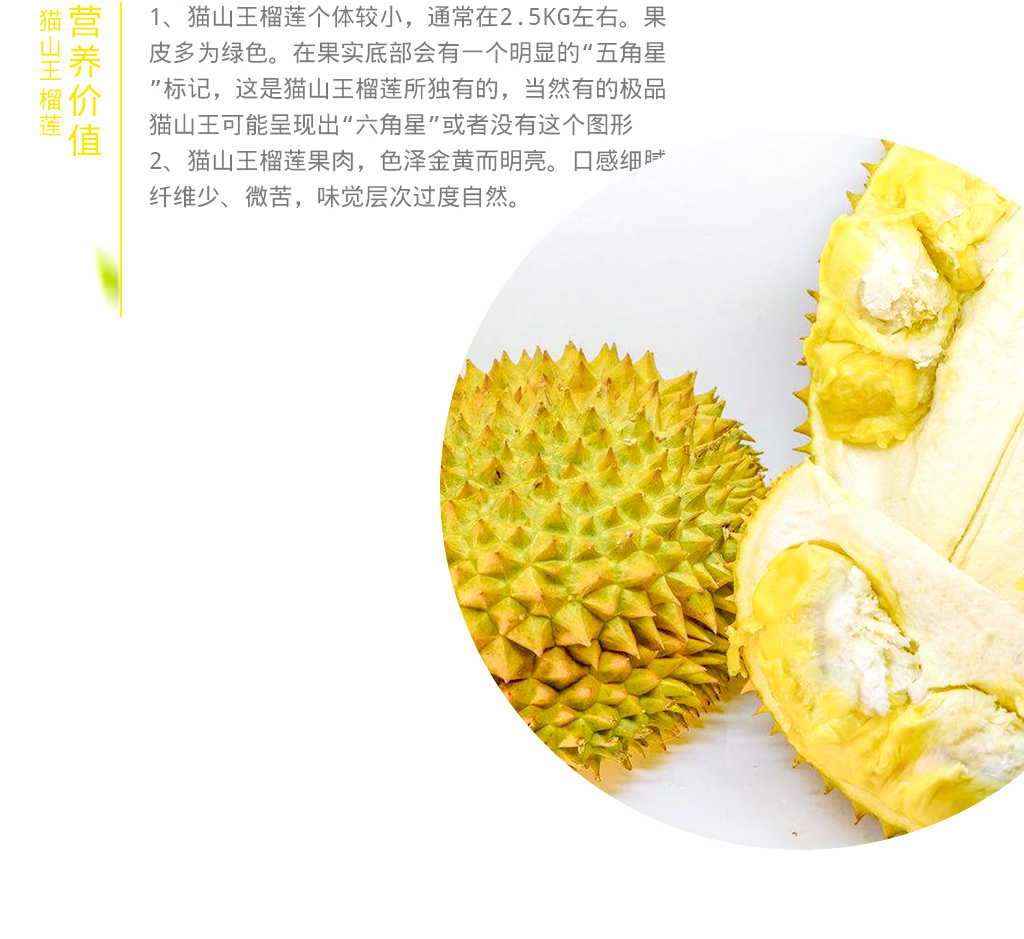 营养价值
猫山王榴莲
1、猫山王榴莲个体较小，通常在2.5KG左右。果
皮多为绿色。在果实底部会有一个明显的“五角星
”标记，这是猫山王榴莲所独有的，当然有的极品
猫山王可能呈现出“六角星”或者没有这个图形
2、猫山王榴莲果肉，色泽金黄而明亮。口感细腻
纤维少、微苦，味觉层次过度自然。